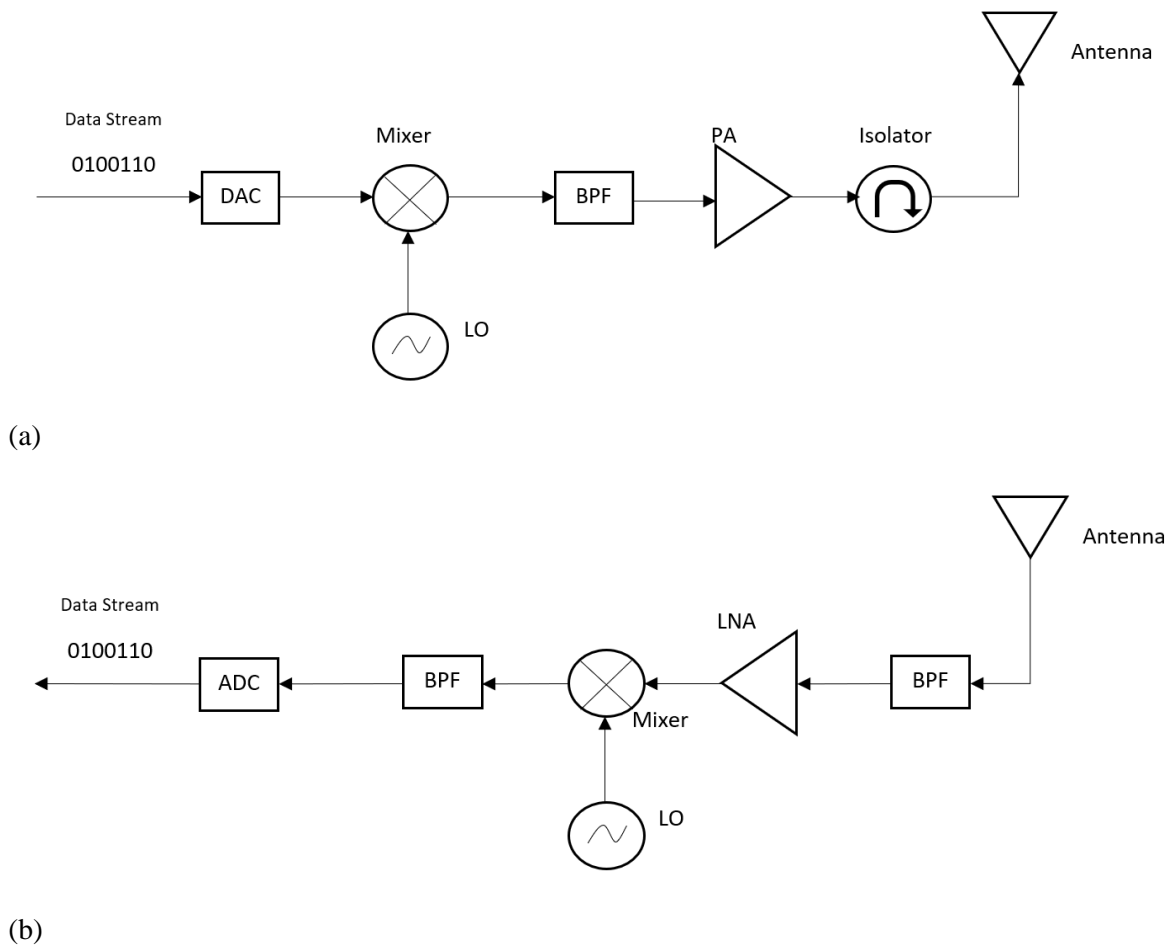 Antenna
Data Stream
0100110
Mixer
PA
Isolator
DAC
BPF
LO
(a)
Antenna
Data Stream
0100110
LNA
ADC
BPF
BPF
Mixer
LO
(b)